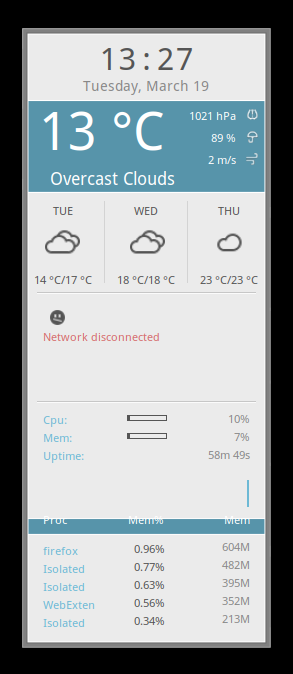 13:27
Tuesday, March 19
13 °C
1021 hPa
89 %
2 m/s
Overcast Clouds
TUE WED THU
14 °C/17 °C 18 °C/18 °C 23 °C/23 °C
Network disconnected
Cpu: 10%
Mem: 7%
Uptime: 58m 49s
Proc Mem% Mem
firefox 0.96% 604M
Isolated 0.77% 482M
Isolated 0.63% 395M
WebExten 0.56% 352M
Isolated 0.34% 213M